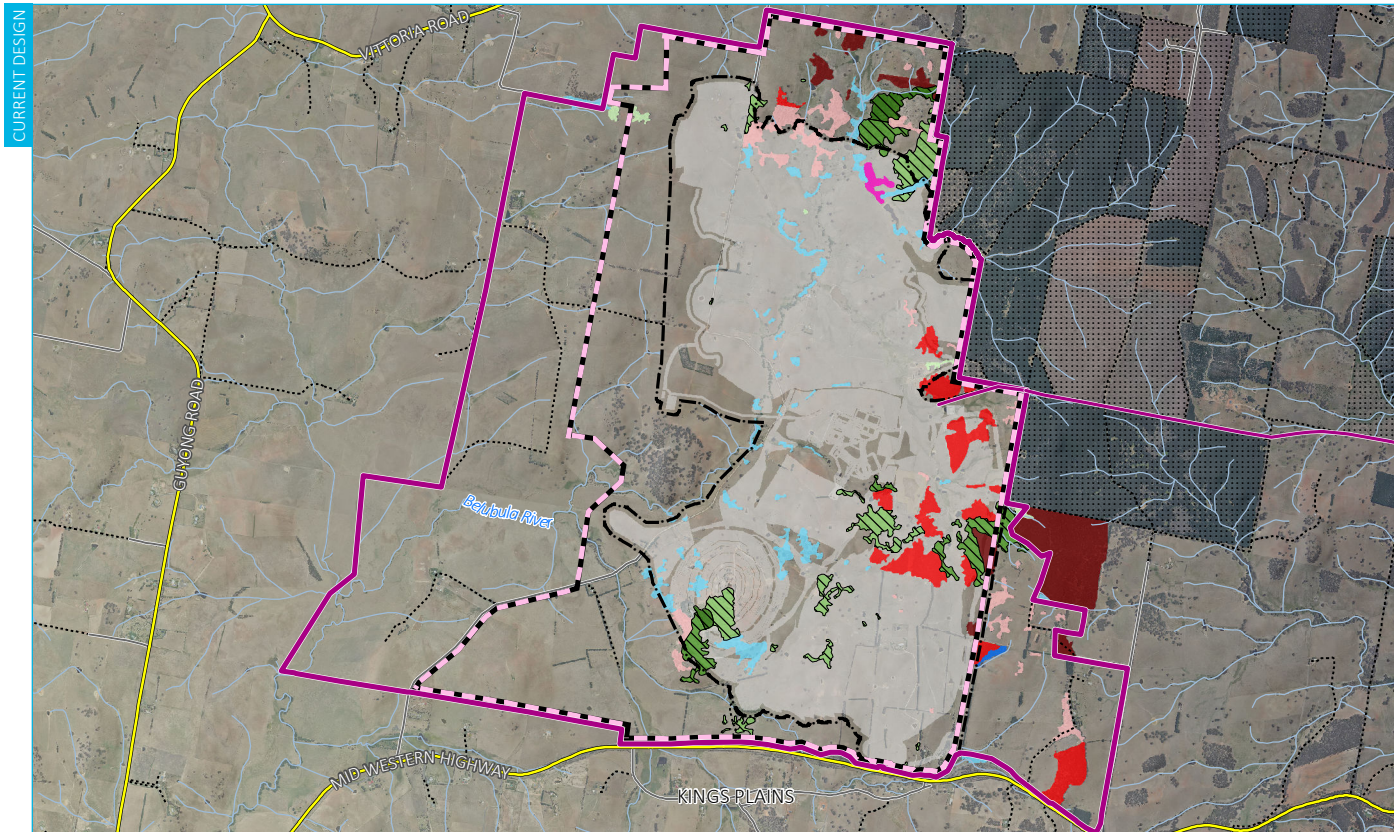 CURRENT DESIGN
VITTORIA ROAD
GUYONG ROAD
Belubula River
MID WESTERN HIGHWAY
KINGS PLAINS